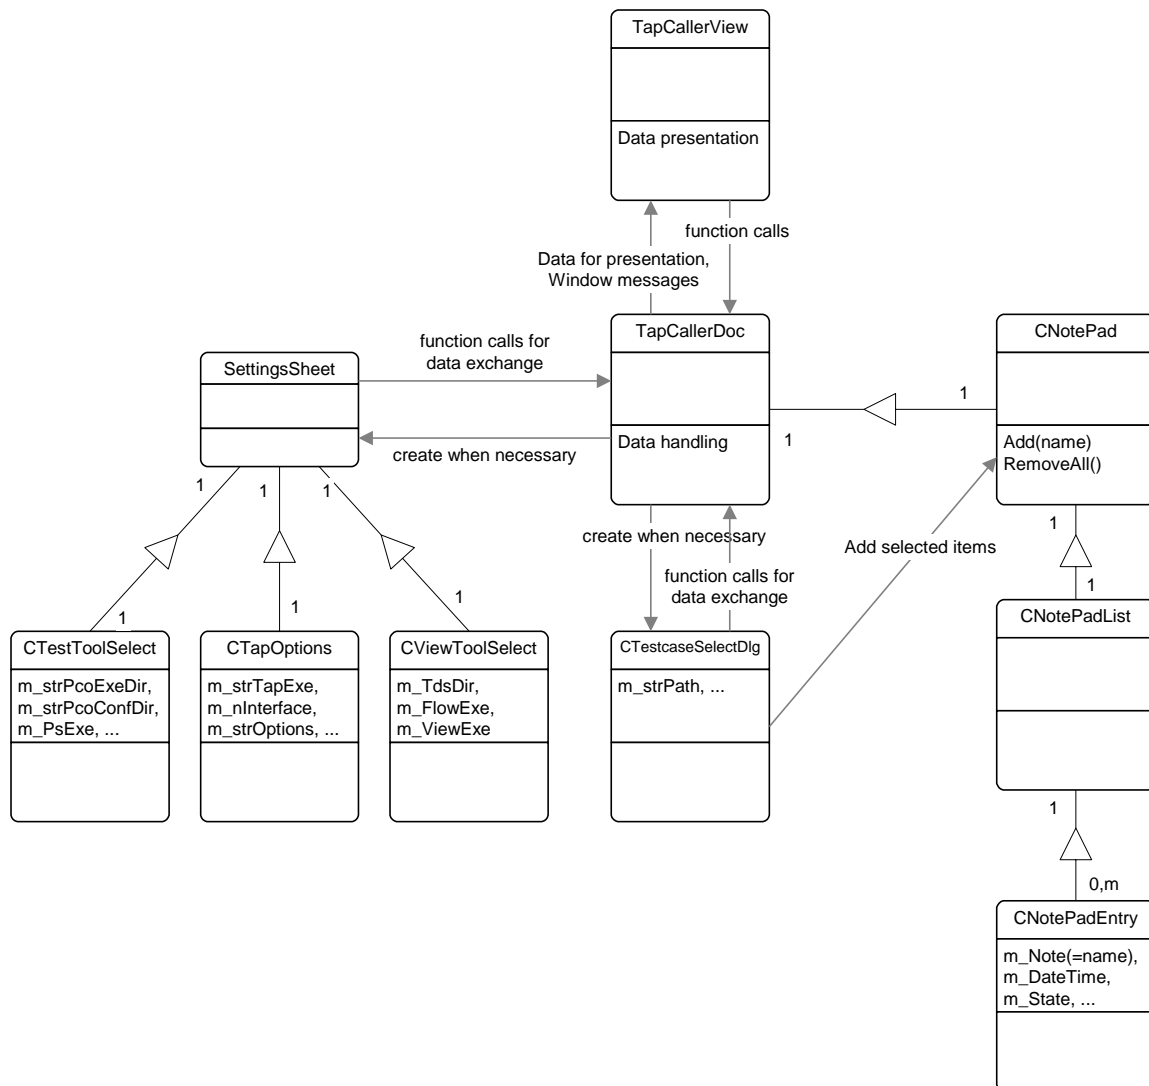 TapCallerView
Data presentation
function calls
Data for presentation,
Window messages
TapCallerDoc
Data handling
CNotePad
Add(name)
RemoveAll()
function calls for
data exchange
SettingsSheet
create when necessary
1
1
1
1
1
create when necessary
function calls for
data exchange
Add selected items
1
1
1
1
1
CTestToolSelect
m_strPcoExeDir,
m_strPcoConfDir,
m_PsExe, ...
CTapOptions
m_strTapExe,
m_nInterface,
m_strOptions, ...
CViewToolSelect
m_TdsDir,
m_FlowExe,
m_ViewExe
CTestcaseSelectDlg
m_strPath, ...
CNotePadList
1
0,m
CNotePadEntry
m_Note(=name),
m_DateTime,
m_State, ...